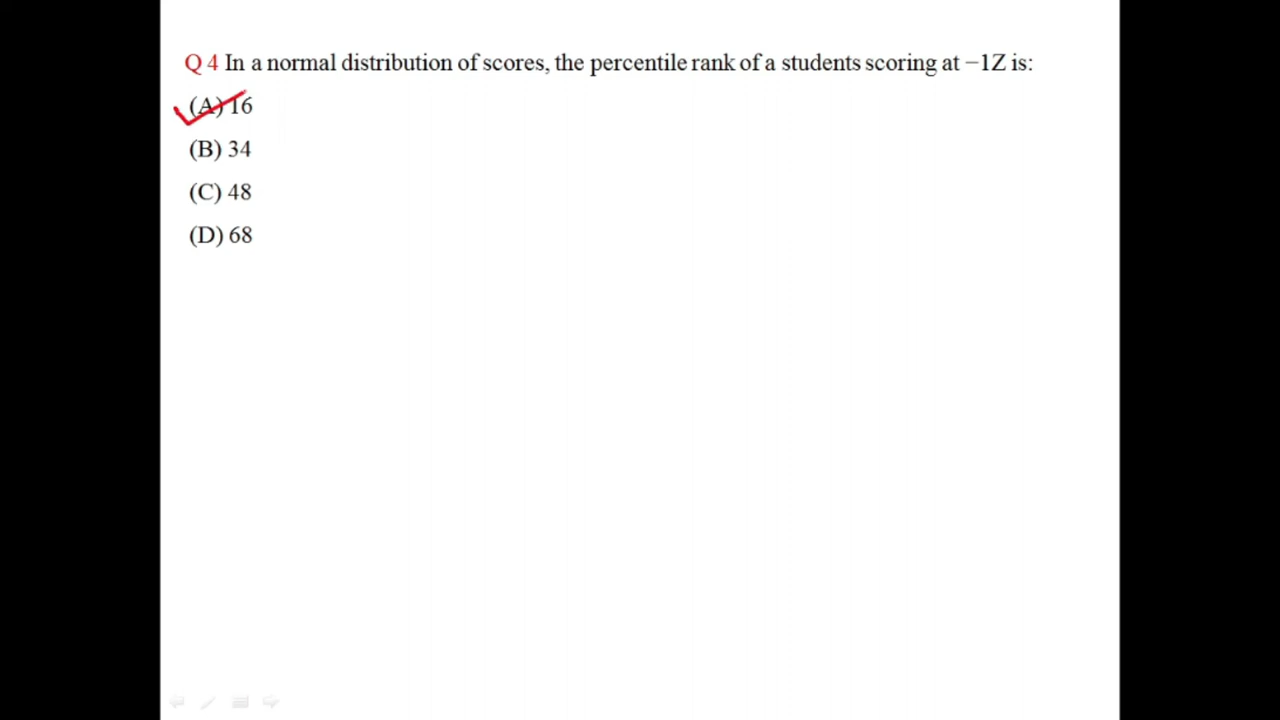 Q 4 In a normal distribution of scores, the percentile rank of a students scoring at −1Z is:
(A) 16
(B) 34
(C) 48
(D) 68